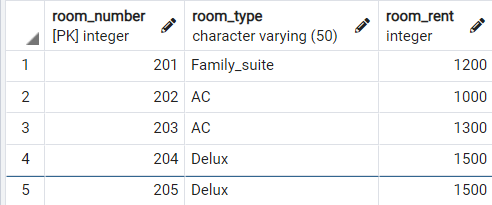 room_number room_type room_rent
[PK] integer character varying (50) integer
1 201 Family_suite 1200
2 202 AC 1000
3 203 AC 1300
4 204 Delux 1500
5 205 Delux 1500